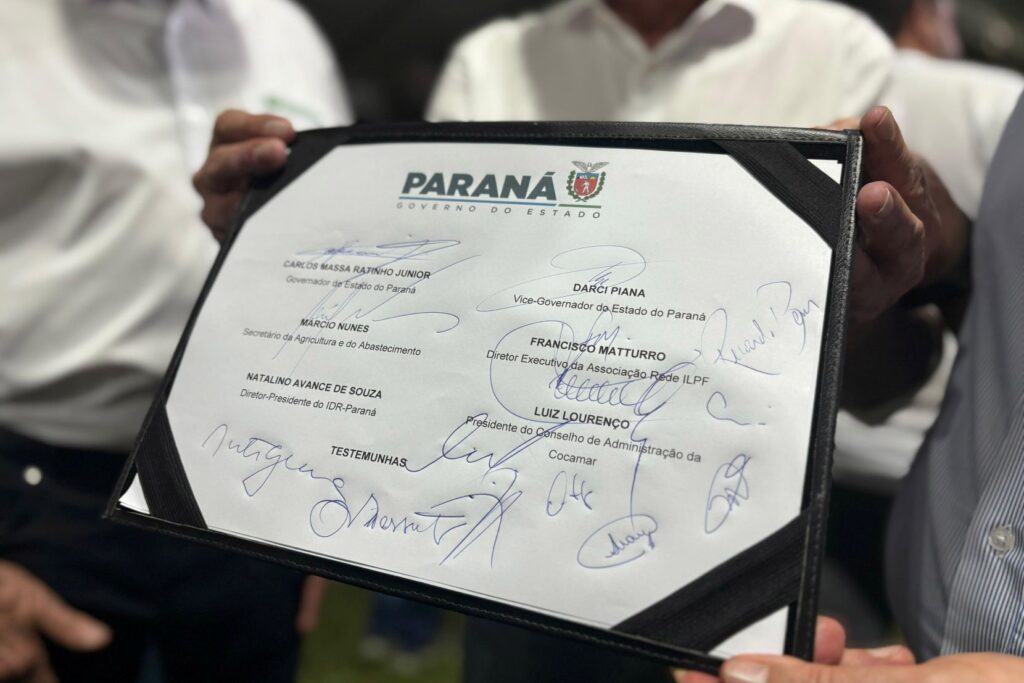 PARANÁ
GOVERNO DO ESTADO
CARLOS MASSA RATINHO JUNIOR
Governador de Estado do Paraná
DARCI PIANA
Vice-Governador do Estado do Paraná
MARCIO NUNES
Secretário da Agricultura e do Abastecimento
FRANCISCO MATTURRO
Diretor Executivo da Associação Rede ILPF
NATALINO AVANCE DE SOUZA
Diretor-Presidente do IDR-Paraná
LUIZ LOURENÇO
Presidente do Conselho de Administração da
Cocamar
TESTEMUNHAS